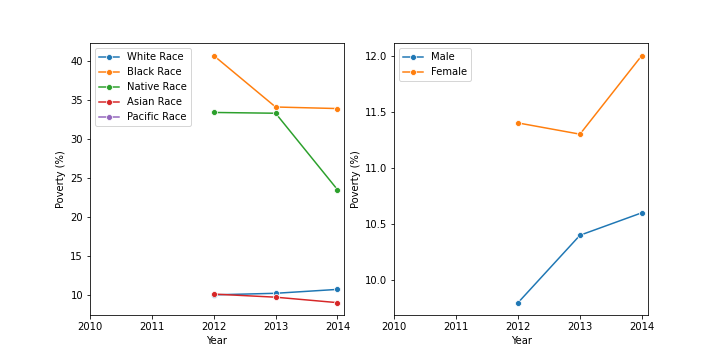 White Race
Black Race
Native Race
Asian Race
Pacific Race
40
35
30
25
20
15
10
Poverty (%)
2010 2011 2012 2013 2014
Year
Male
Female
12.0
11.5
11.0
10.5
10.0
Poverty (%)
2010 2011 2012 2013 2014
Year